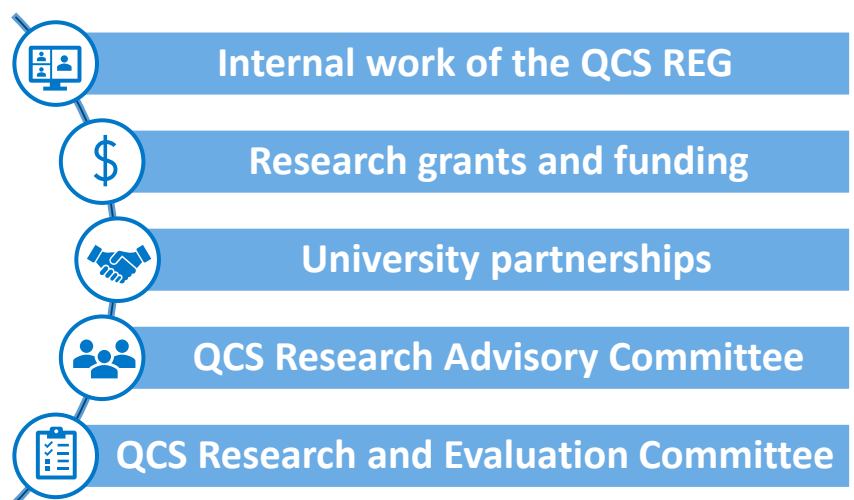 Internal work of the QCS REG
Research grants and funding
University partnerships
QCS Research Advisory Committee
QCS Research and Evaluation Committee